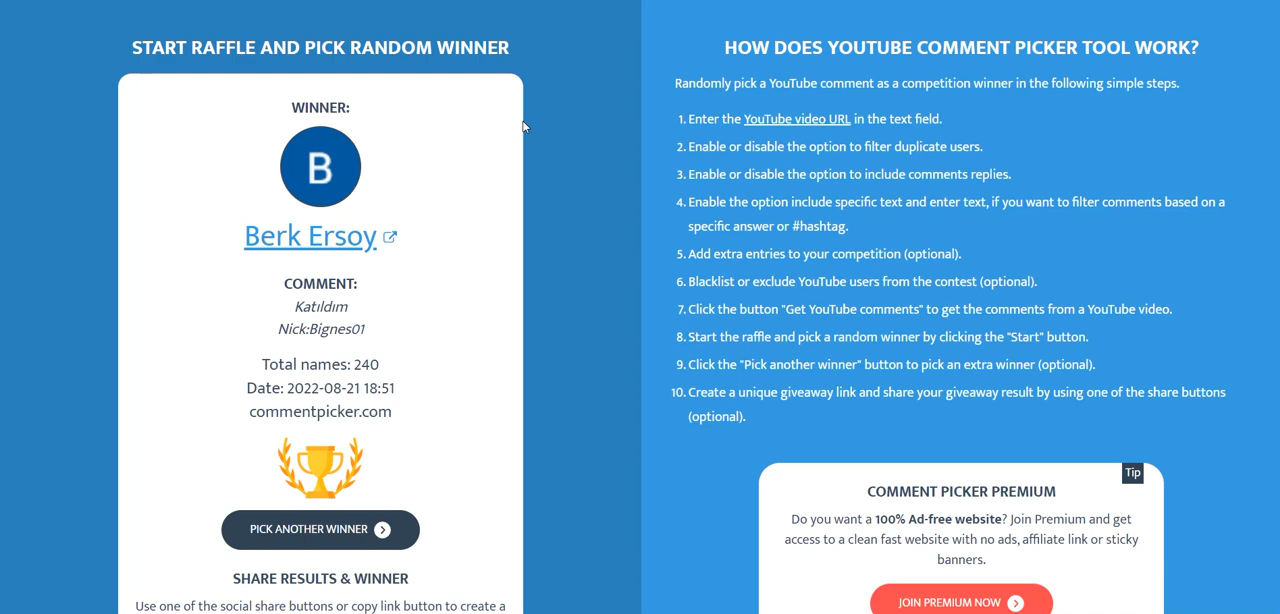 START RAFFLE AND PICK RANDOM WINNER
WINNER:
B
Berk Ersoy
COMMENT:
Katıldım
Nick:Bignes01
Total names: 240
Date: 2022-08-21 18:51
commentpicker.com
PICK ANOTHER WINNER
SHARE RESULTS & WINNER
Use one of the social share buttons or copy link button to create a
HOW DOES YOUTUBE COMMENT PICKER TOOL WORK?
Randomly pick a YouTube comment as a competition winner in the following simple steps.
1. Enter the YouTube video URL in the text field.
2. Enable or disable the option to filter duplicate users.
3. Enable or disable the option to include comments replies.
4. Enable the option include specific text and enter text, if you want to filter comments based on a
specific answer or #hashtag.
5. Add extra entries to your competition (optional).
6. Blacklist or exclude YouTube users from the contest (optional).
7. Click the button "Get YouTube comments" to get the comments from a YouTube video.
8. Start the raffle and pick a random winner by clicking the "Start" button.
9. Click the "Pick another winner" button to pick an extra winner (optional).
10. Create a unique giveaway link and share your giveaway result by using one of the share buttons
(optional).
Tip
COMMENT PICKER PREMIUM
Do you want a 100% Ad-free website? Join Premium and get
access to a clean fast website with no ads, affiliate link or sticky
banners.
JOIN PREMIUM NOW